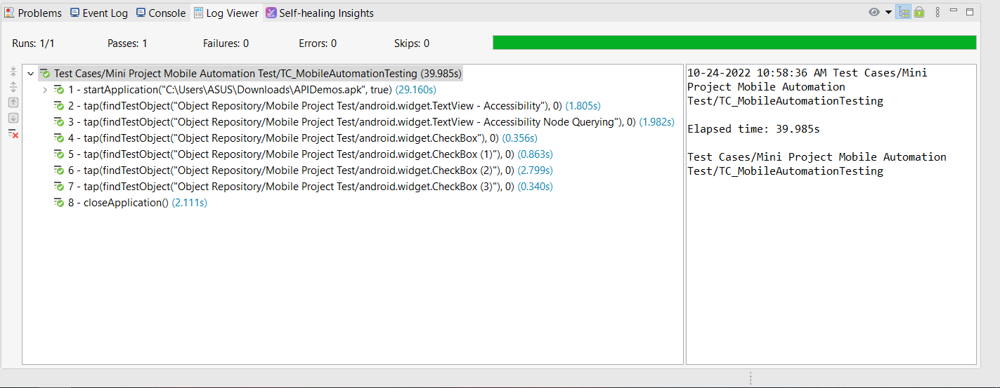 Problems Event Log Console Log Viewer Self-healing Insights
Runs: 1/1 Passes: 1 Failures: 0 Errors: 0 Skips: 0
Test Cases/Mini Project Mobile Automation Test/TC_MobileAutomationTesting (39.985s)
1 - startApplication("C:\Users\ASUS\Downloads\APIDemos.apk", true) (29.160s)
2 - tap(findTestObject("Object Repository/Mobile Project Test/android.widget.TextView - Accessibility"), 0) (1.805s)
3 - tap(findTestObject("Object Repository/Mobile Project Test/android.widget.TextView - Accessibility Node Querying"), 0) (1.982s)
4 - tap(findTestObject("Object Repository/Mobile Project Test/android.widget.CheckBox"), 0) (0.356s)
5 - tap(findTestObject("Object Repository/Mobile Project Test/android.widget.CheckBox (1)"), 0) (0.863s)
6 - tap(findTestObject("Object Repository/Mobile Project Test/android.widget.CheckBox (2)"), 0) (2.799s)
7 - tap(findTestObject("Object Repository/Mobile Project Test/android.widget.CheckBox (3)"), 0) (0.340s)
8 - closeApplication() (2.111s)
10-24-2022 10:58:36 AM Test Cases/Mini
Project Mobile Automation
Test/TC_MobileAutomationTesting
Elapsed time: 39.985s
Test Cases/Mini Project Mobile Automation
Test/TC_MobileAutomationTesting